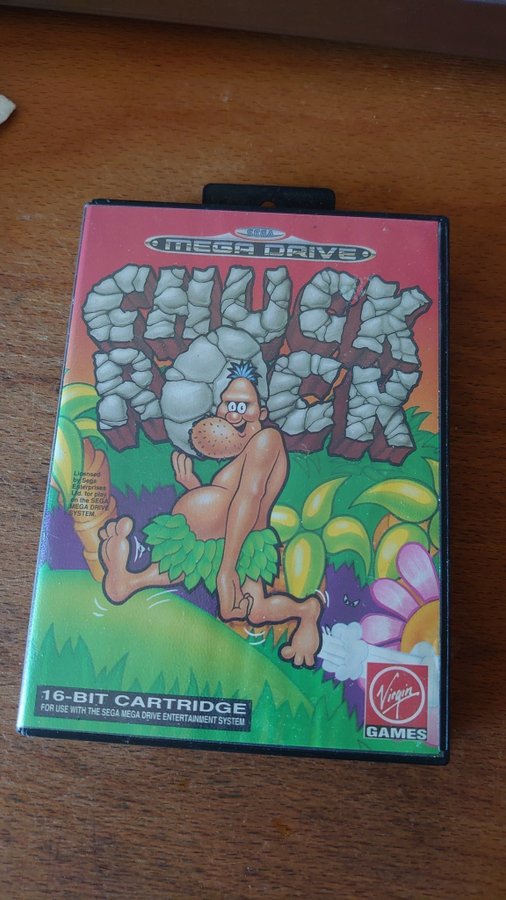 SEGA
MEGA DRIVE
CHUCK
ROCK
Licensed
by Sega
Enterprises
Ltd. for play
on the SEGA
MEGA DRIVE
SYSTEM.
16-BIT CARTRIDGE
FOR USE WITH THE SEGA MEGA DRIVE ENTERTAINMENT SYSTEM
Virgin
GAMES